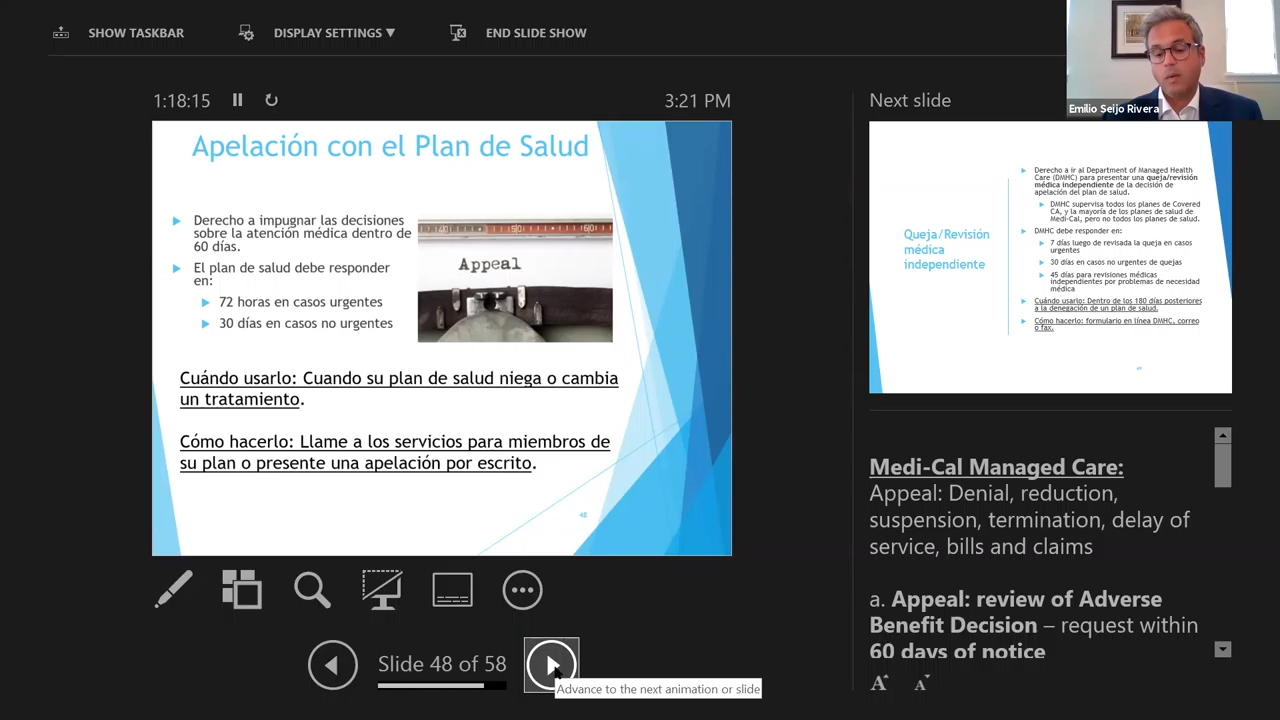 SHOW TASKBAR
DISPLAY SETTINGS ▼
END SLIDE SHOW
1:18:15
3:21 PM
Apelación con el Plan de Salud
Derecho a impugnar las decisiones
sobre la atención médica dentro de
60 días.
El plan de salud debe responder
en:
72 horas en casos urgentes
30 días en casos no urgentes
Appeal
Cuándo usarlo: Cuando su plan de salud niega o cambia
un tratamiento.
Cómo hacerlo: Llame a los servicios para miembros de
su plan o presente una apelación por escrito.
48
Slide 48 of 58
Advance to the next animation or slide
Emilio Seijo Rivera
Next slide
Queja/Revisión
médica
independiente
Derecho a ir al Department of Managed Health
Care (DMHC) para presentar una queja/revisión
médica independiente de la decisión de
apelación del plan de salud.
DMHC supervisa todos los planes de Covered
CA, y la mayoría de los planes de salud de
Medi-Cal, pero no todos los planes de salud.
DMHC debe responder en:
7 días luego de revisada la queja en casos
urgentes
30 días en casos no urgentes de quejas
45 días para revisiones médicas
independientes por problemas de necesidad
médica
Cuándo usarlo: Dentro de los 180 días posteriores
a la denegación de un plan de salud.
Cómo hacerlo: formulario en línea DMHC, correo
o fax.
Medi-Cal Managed Care:
Appeal: Denial, reduction,
suspension, termination, delay of
service, bills and claims
a. Appeal: review of Adverse
Benefit Decision – request within
60 days of notice
A A